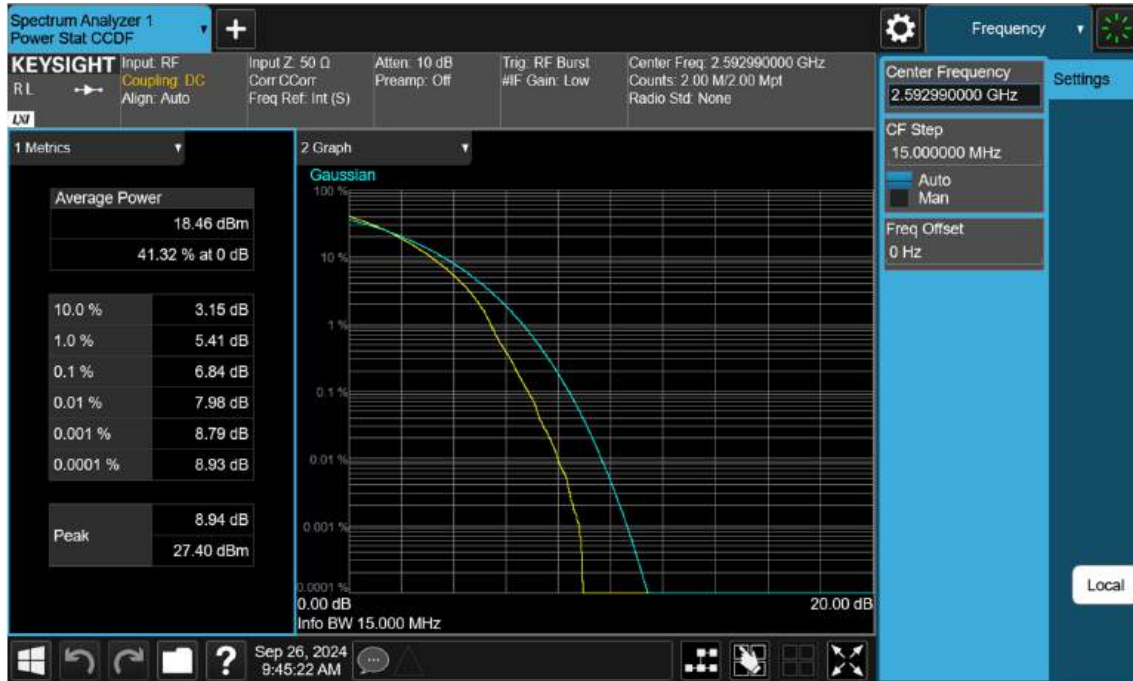 Spectrum Analyzer 1
Power Stat CCDF
Frequency
KEYSIGHT
R L
LXI
Input: RF
Coupling: DC
Align: Auto
Input Z: 50 Ω
Corr CCorr
Freq Ref: Int (S)
Atten: 10 dB
Preamp: Off
Trig: RF Burst
#IF Gain: Low
Center Freq: 2.592990000 GHz
Counts: 2.00 M/2.00 Mpt
Radio Std: None
Center Frequency
2.592990000 GHz
Settings
CF Step
15.000000 MHz
Auto
Man
Freq Offset
0 Hz
1 Metrics
Average Power
18.46 dBm
41.32 % at 0 dB
10.0 % 3.15 dB
1.0 % 5.41 dB
0.1 % 6.84 dB
0.01 % 7.98 dB
0.001 % 8.79 dB
0.0001 % 8.93 dB
Peak
8.94 dB
27.40 dBm
2 Graph
Gaussian
100 %
10 %
1 %
0.1 %
0.01 %
0.001 %
0.0001 %
0.00 dB 20.00 dB
Info BW 15.000 MHz
Local
?
Sep 26, 2024
9:45:22 AM